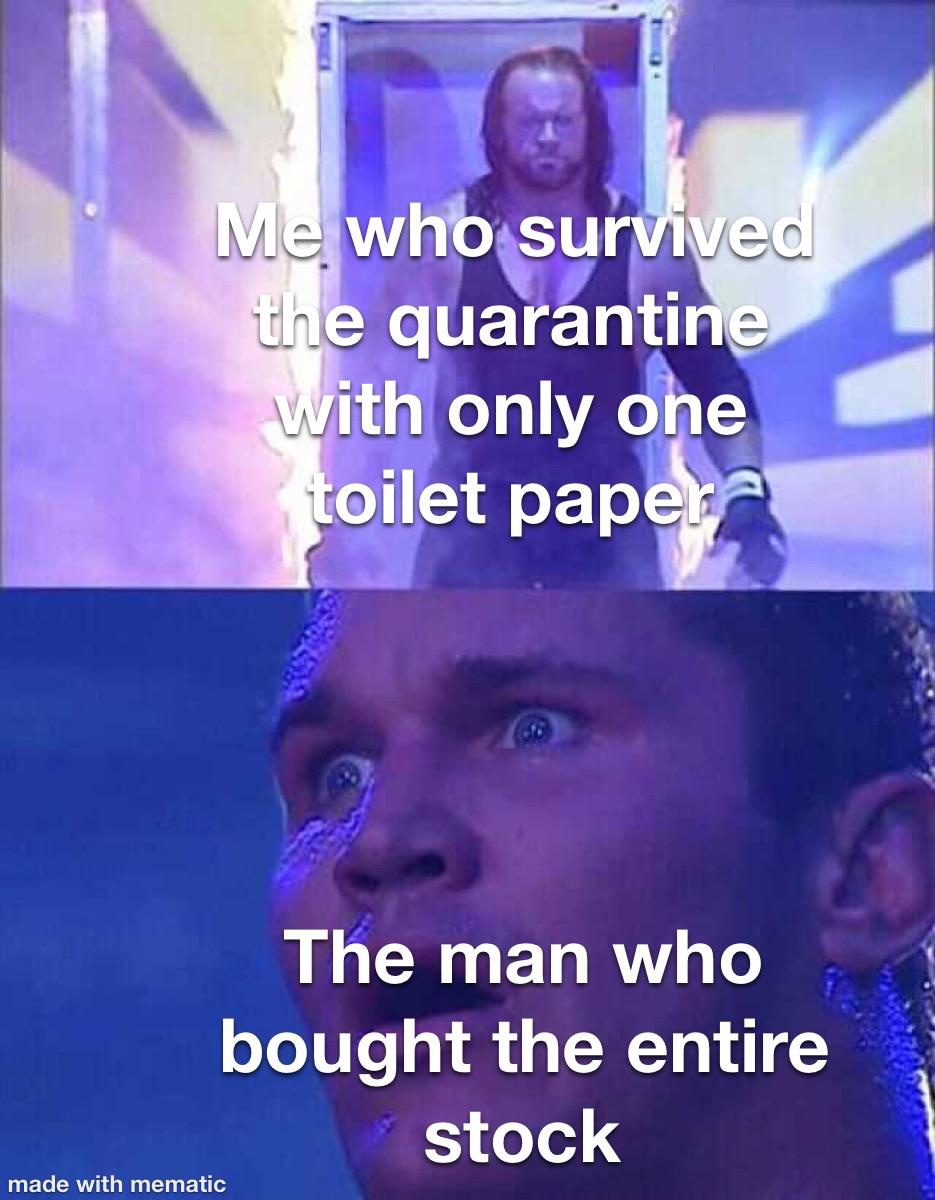 Me who survived
the quarantine
with only one
toilet paper
The man who
bought the entire
stock
made with mematic